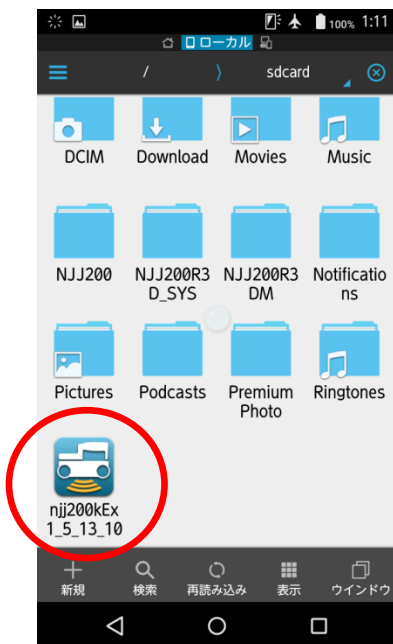 100% 1:11
ローカル
/ 〉 sdcard
DCIM Download Movies Music
NJJ200 NJJ200R3 NJJ200R3 Notificatio
D_SYS DM ns
Pictures Podcasts Premium Ringtones
Photo
njj200kEx
1_5_13_10
新規 検索 再読み込み 表示 ウインドウ